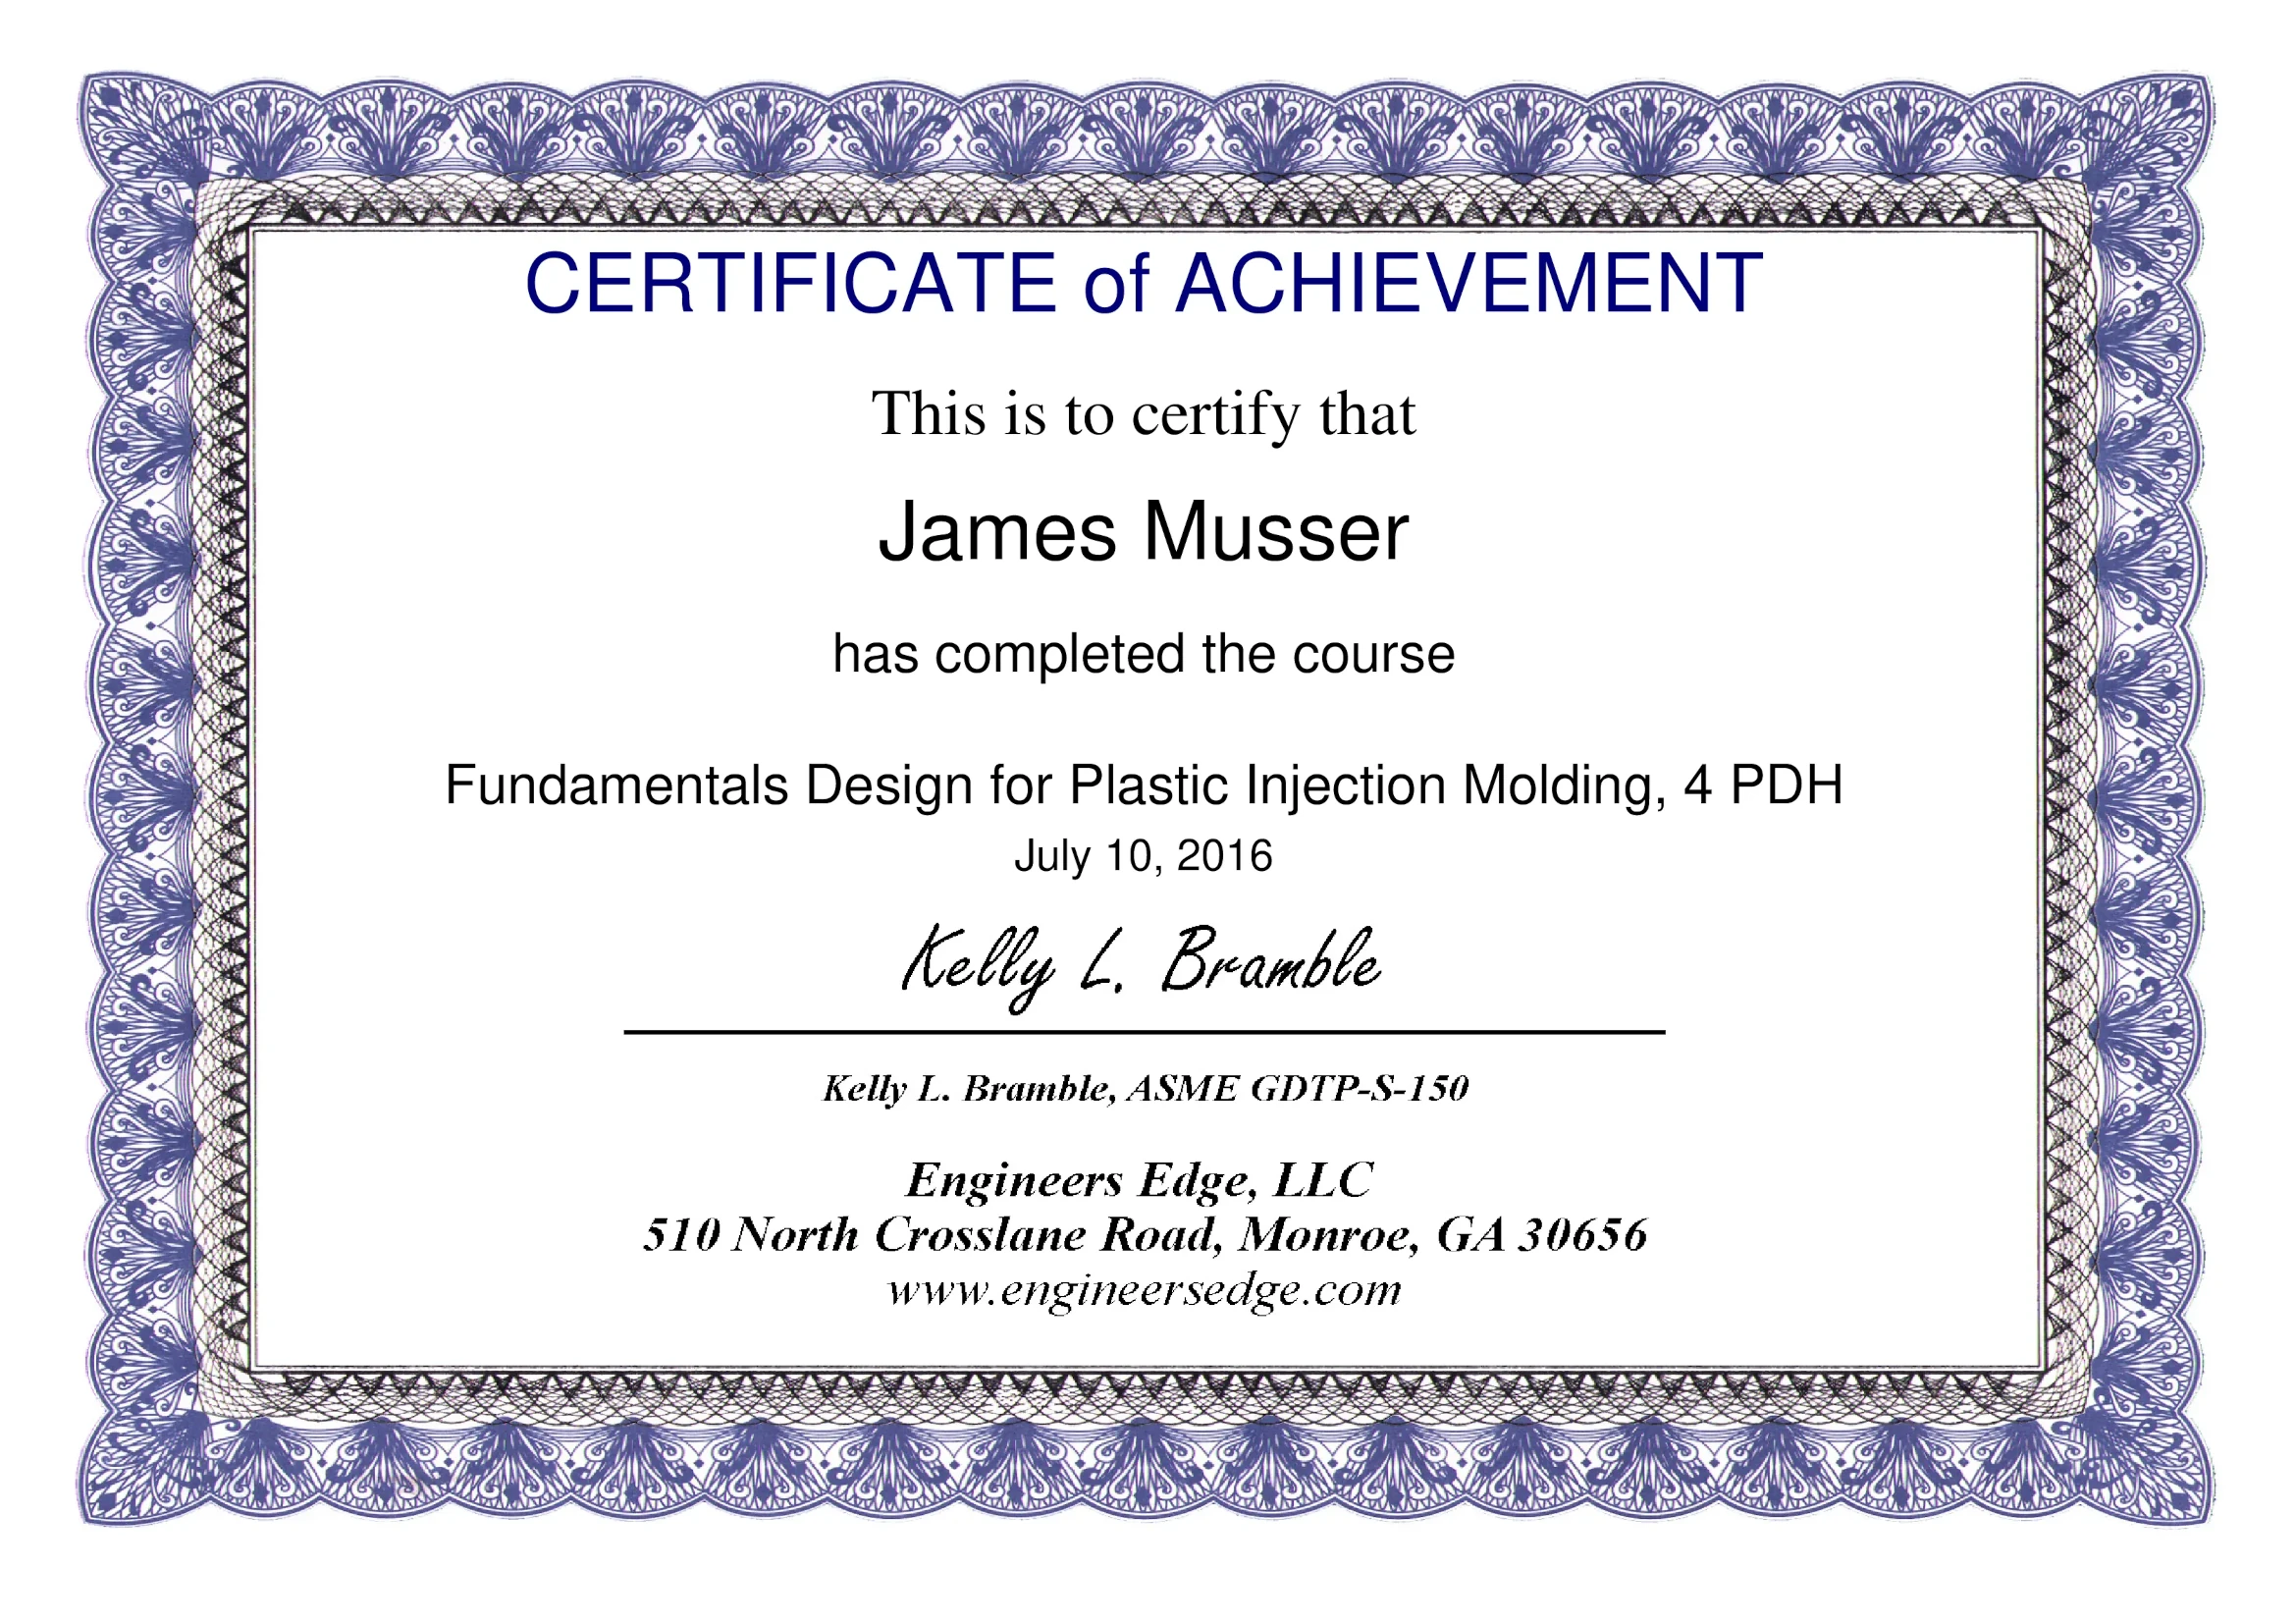 CERTIFICATE of ACHIEVEMENT
This is to certify that
James Musser
has completed the course
Fundamentals Design for Plastic Injection Molding, 4 PDH
July 10, 2016
Kelly L. Bramble
Kelly L. Bramble, ASME GDTP-S-150
Engineers Edge, LLC
510 North Crosslane Road, Monroe, GA 30656
www.engineersedge.com